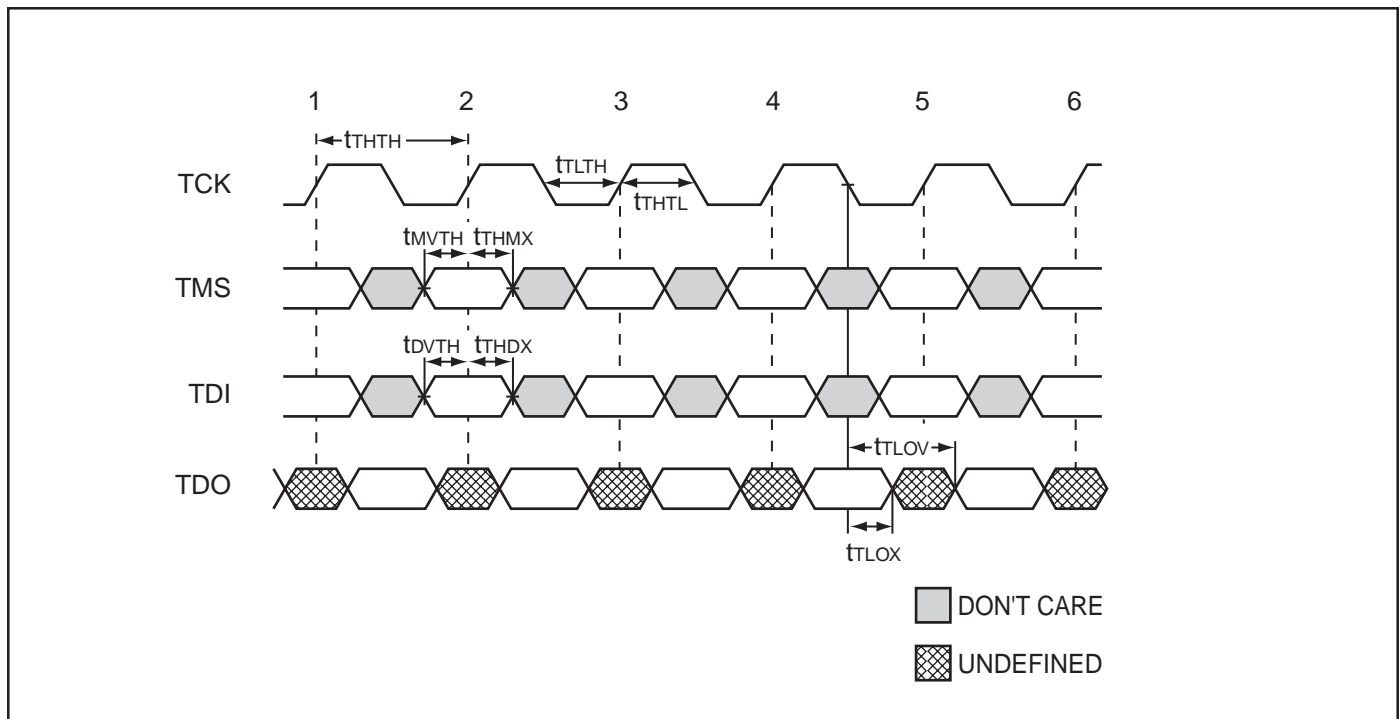 1 2 3 4 5 6
tTHTH
TCK
tTLTH
tTHTL
tMVTH tTHMX
TMS
tDVTH tTHDX
TDI
tTLOV
TDO
tTLOX
DON'T CARE
UNDEFINED